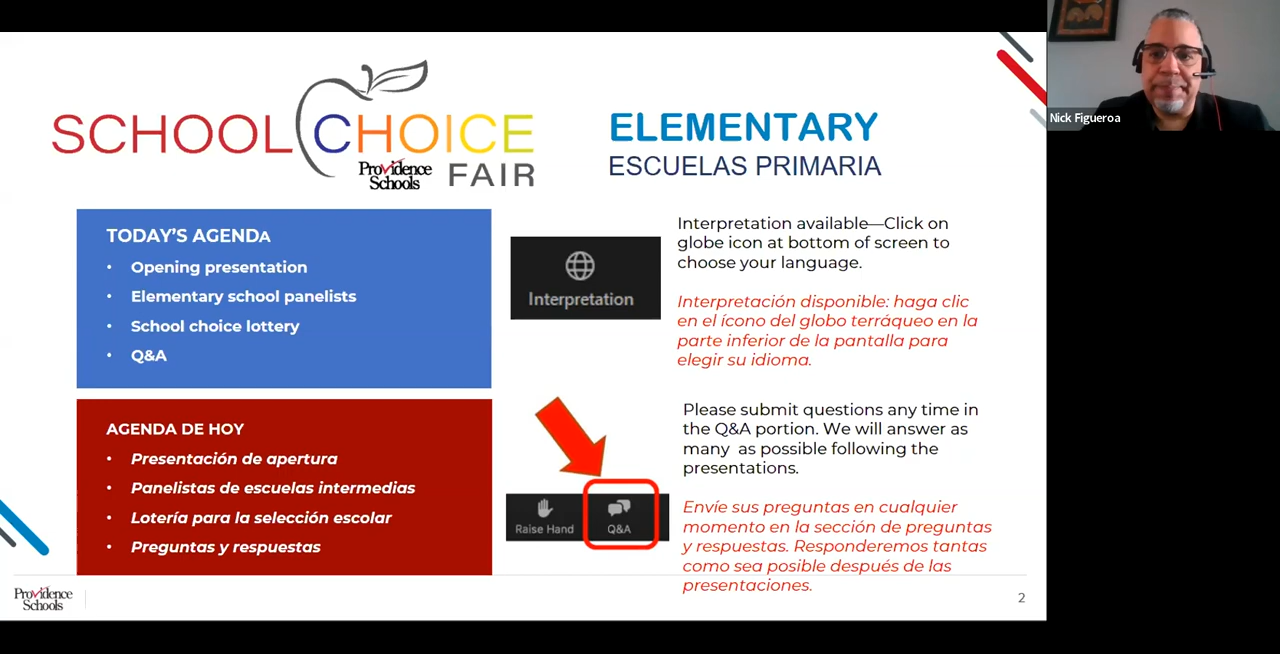 SCHOOL CHOICE
Providence
Schools
FAIR
ELEMENTARY
ESCUELAS PRIMARIA
Nick Figueroa
TODAY'S AGENDA
• Opening presentation
• Elementary school panelists
• School choice lottery
• Q&A
Interpretation
Interpretation available—Click on
globe icon at bottom of screen to
choose your language.
Interpretación disponible: haga clic
en el ícono del globo terráqueo en la
parte inferior de la pantalla para
elegir su idioma.
AGENDA DE HOY
• Presentación de apertura
• Panelistas de escuelas intermedias
• Lotería para la selección escolar
• Preguntas y respuestas
Raise Hand
Q&A
Please submit questions any time in
the Q&A portion. We will answer as
many as possible following the
presentations.
Envíe sus preguntas en cualquier
momento en la sección de preguntas
y respuestas. Responderemos tantas
como sea posible después de las
presentaciones.
Providence
Schools
2